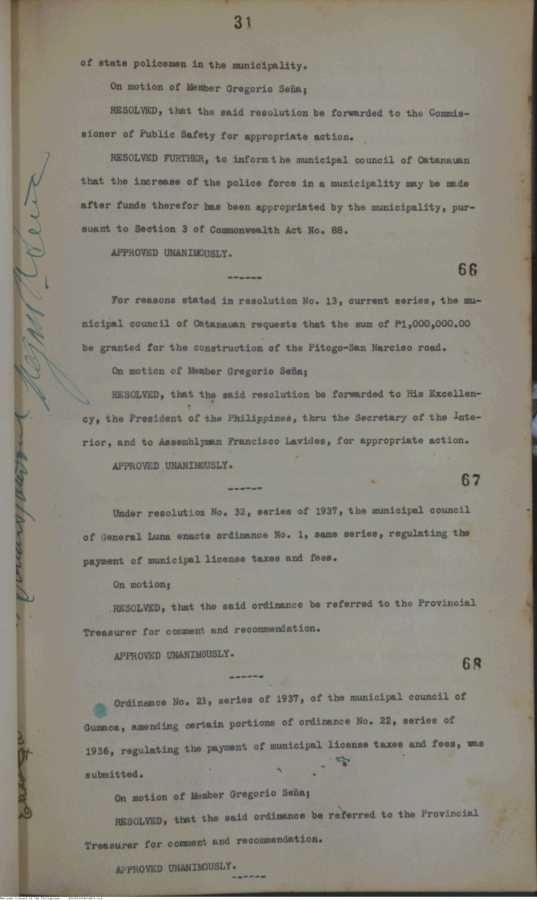 31
of state policemen in the municipality.
On motion of Member Gregorio Seña;
RESOLVED, that the said resolution be forwarded to the Commis-
sioner of Public Safety for appropriate action.
RESOLVED FURTHER, to inform the municipal council of Catanauan
that the increase of the police force in a municipality may be made
after funds therefor has been appropriated by the municipality, pur-
suant to Section 3 of Commonwealth Act No. 88.
APPROVED UNANIMOUSLY.
------
66
For reasons stated in resolution No. 13, current series, the mu-
nicipal council of Catanauan requests that the sum of ₱1,000,000.00
be granted for the construction of the Pitogo-San Narciso road.
On motion of Member Gregorio Seña;
RESOLVED, that the said resolution be forwarded to His Excellen-
cy, the President of the Philippines, thru the Secretary of the Inte-
rior, and to Assemblyman Francisco Lavides, for appropriate action.
APPROVED UNANIMOUSLY.
------
67
Under resolution No. 32, series of 1937, the municipal council
of General Luna enacts ordinance No. 1, same series, regulating the
payment of municipal license taxes and fees.
On motion;
RESOLVED, that the said ordinance be referred to the Provincial
Treasurer for comment and recommendation.
APPROVED UNANIMOUSLY.
------
68
Ordinance No. 21, series of 1937, of the municipal council of
Gumaca, amending certain portions of ordinance No. 22, series of
1936, regulating the payment of municipal license taxes and fees, was
submitted.
On motion of Member Gregorio Seña;
RESOLVED, that the said ordinance be referred to the Provincial
Treasurer for comment and recommendation.
APPROVED UNANIMOUSLY.
------